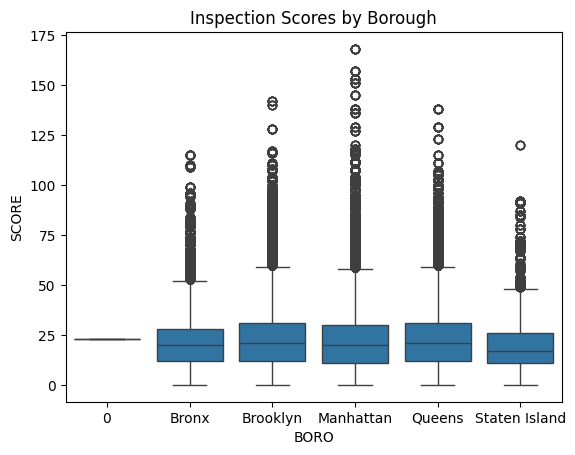 Inspection Scores by Borough
SCORE
175
150
125
100
75
50
25
0
0 Bronx Brooklyn Manhattan Queens Staten Island
BORO